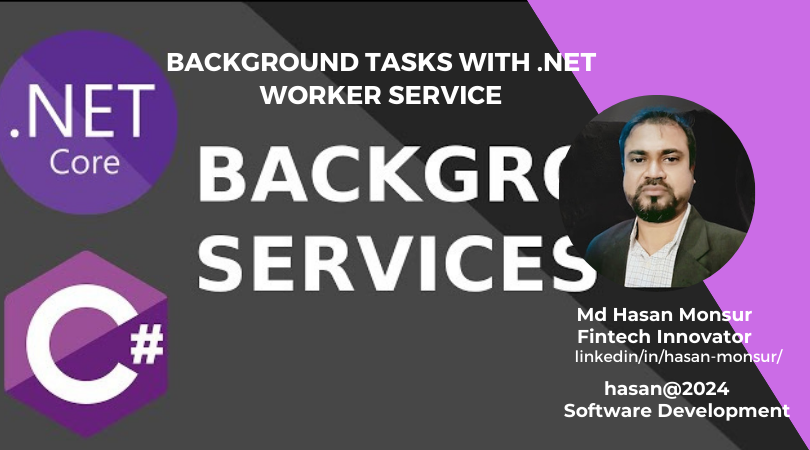 BACKGROUND TASKS WITH .NET
WORKER SERVICE
.NET
Core
BACKGRO
SERVICES
C#
Md Hasan Monsur
Fintech Innovator
linkedin/in/hasan-monsur/
hasan@2024
Software Development